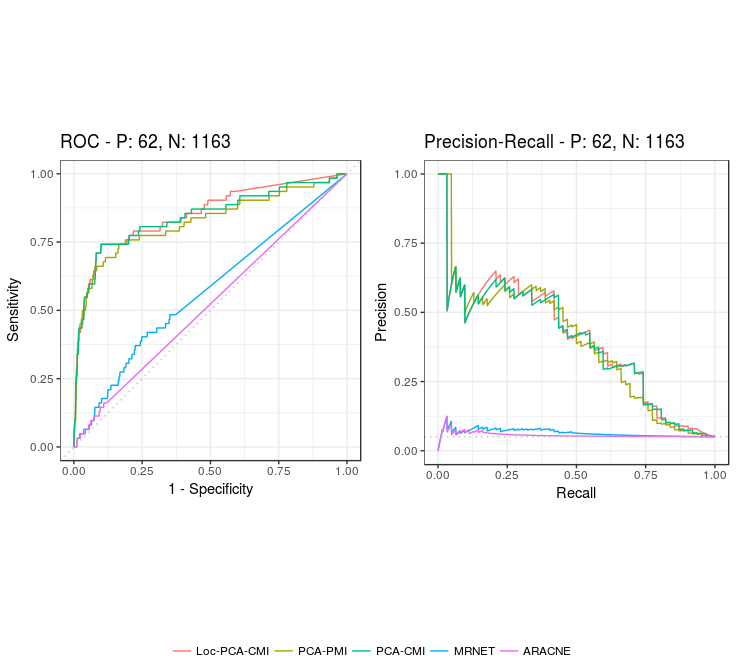 ROC - P: 62, N: 1163
Precision-Recall - P: 62, N: 1163
1.00
0.75
0.50
0.25
0.00
Sensitivity
0.00 0.25 0.50 0.75 1.00
1 - Specificity
1.00
0.75
0.50
0.25
0.00
Precision
0.00 0.25 0.50 0.75 1.00
Recall
Loc-PCA-CMI PCA-PMI PCA-CMI MRNET ARACNE